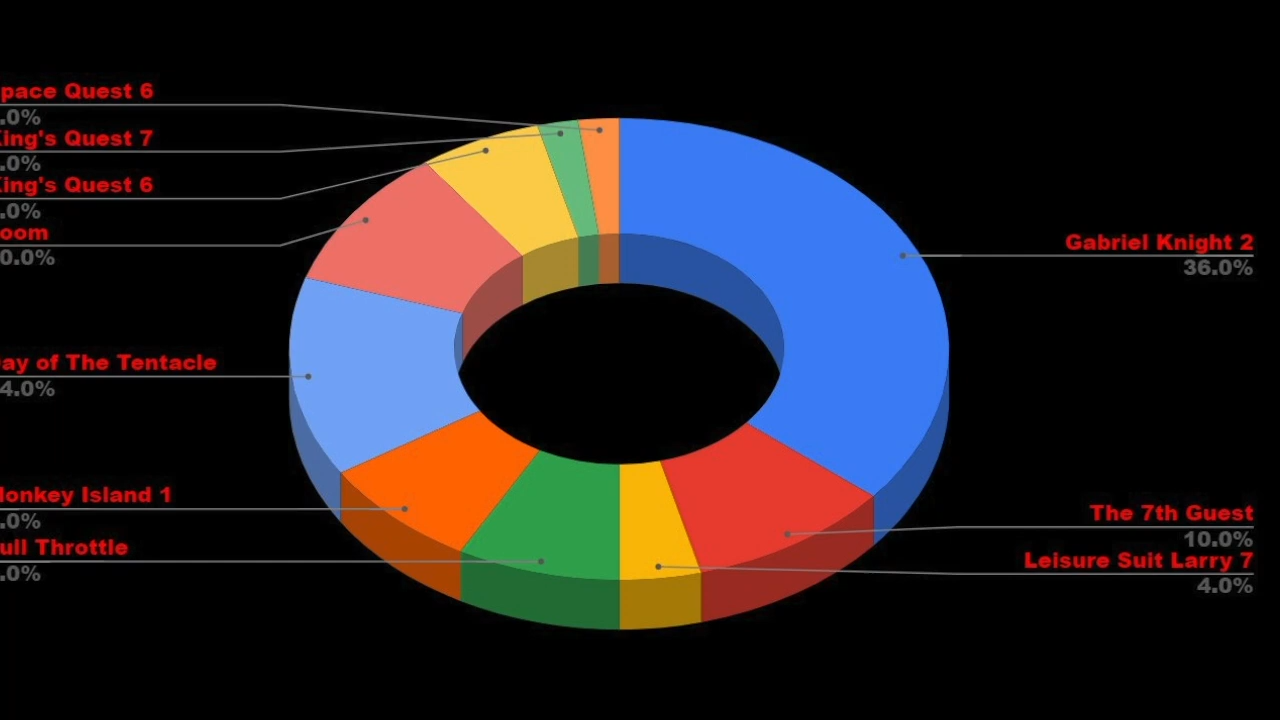 pace Quest 6
.0%
King's Quest 7
.0%
King's Quest 6
.0%
oom
0.0%
Gabriel Knight 2
36.0%
Day of The Tentacle
4.0%
Monkey Island 1
.0%
ull Throttle
.0%
The 7th Guest
10.0%
Leisure Suit Larry 7
4.0%